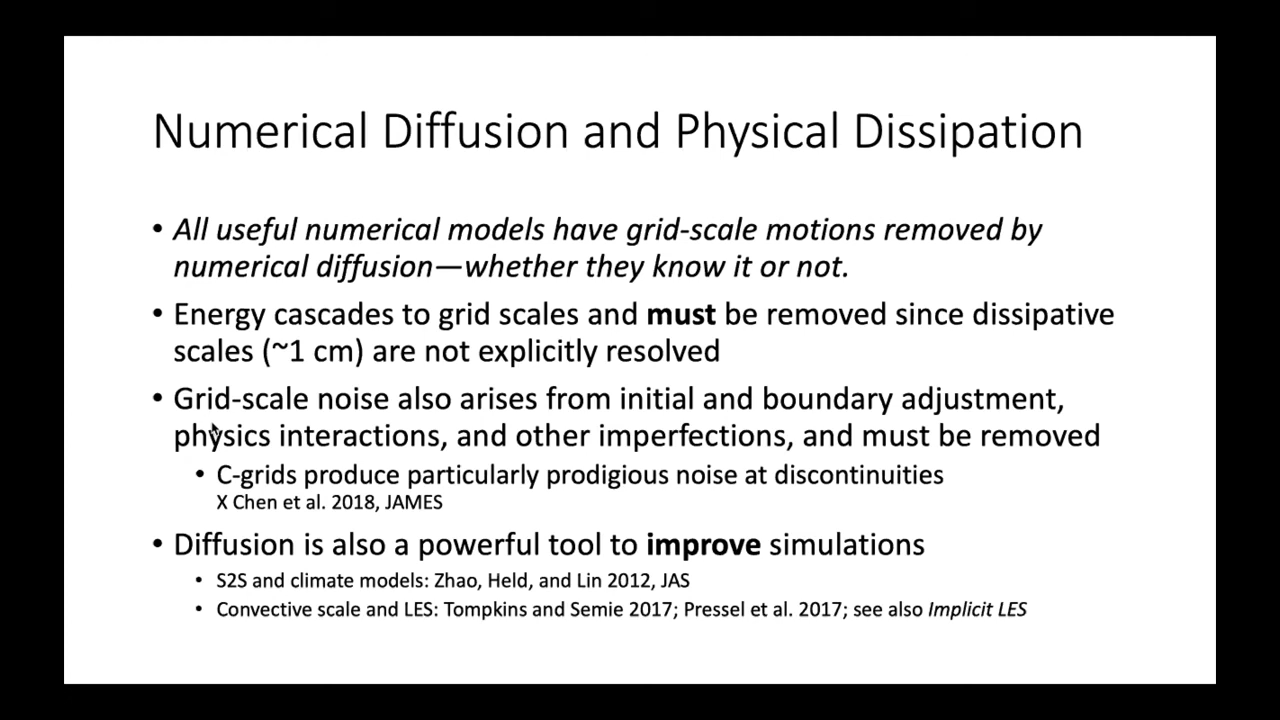 Numerical Diffusion and Physical Dissipation
• All useful numerical models have grid-scale motions removed by
numerical diffusion—whether they know it or not.
• Energy cascades to grid scales and must be removed since dissipative
scales (~1 cm) are not explicitly resolved
• Grid-scale noise also arises from initial and boundary adjustment,
physics interactions, and other imperfections, and must be removed
• C-grids produce particularly prodigious noise at discontinuities
X Chen et al. 2018, JAMES
• Diffusion is also a powerful tool to improve simulations
• S2S and climate models: Zhao, Held, and Lin 2012, JAS
• Convective scale and LES: Tompkins and Semie 2017; Pressel et al. 2017; see also Implicit LES